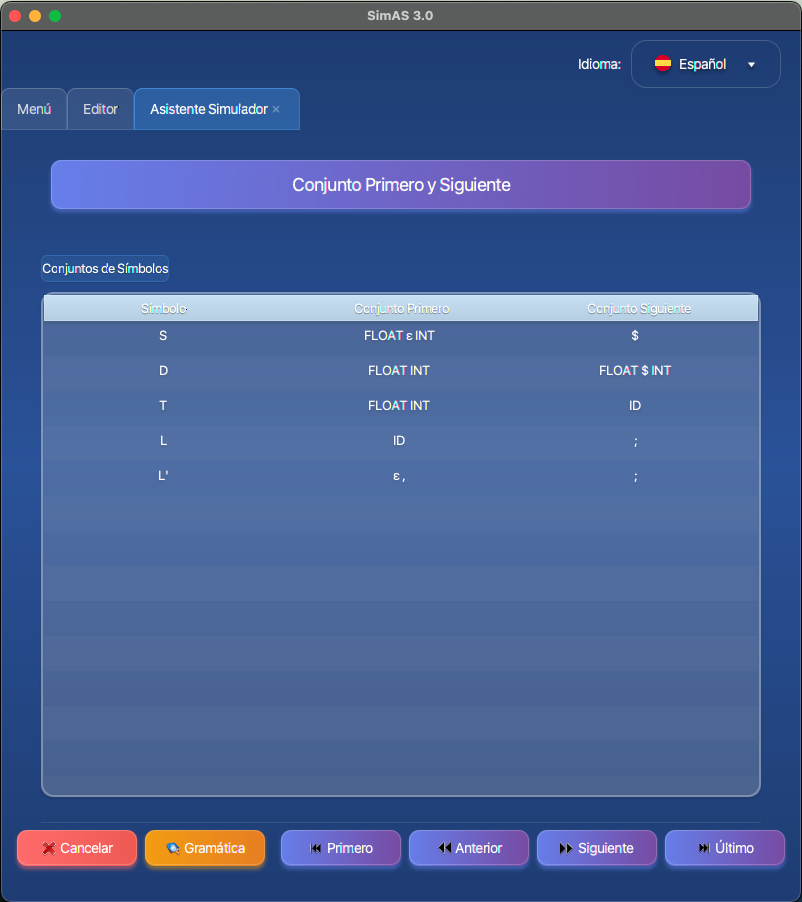 SimAS 3.0
Idioma: Español
Menú Editor Asistente Simulador ×
Conjunto Primero y Siguiente
Conjuntos de Símbolos
Símbolo Conjunto Primero Conjunto Siguiente
S FLOAT ε INT $
D FLOAT INT FLOAT $ INT
T FLOAT INT ID
L ID ;
L' ε , ;
Cancelar Gramática Primero Anterior Siguiente Último